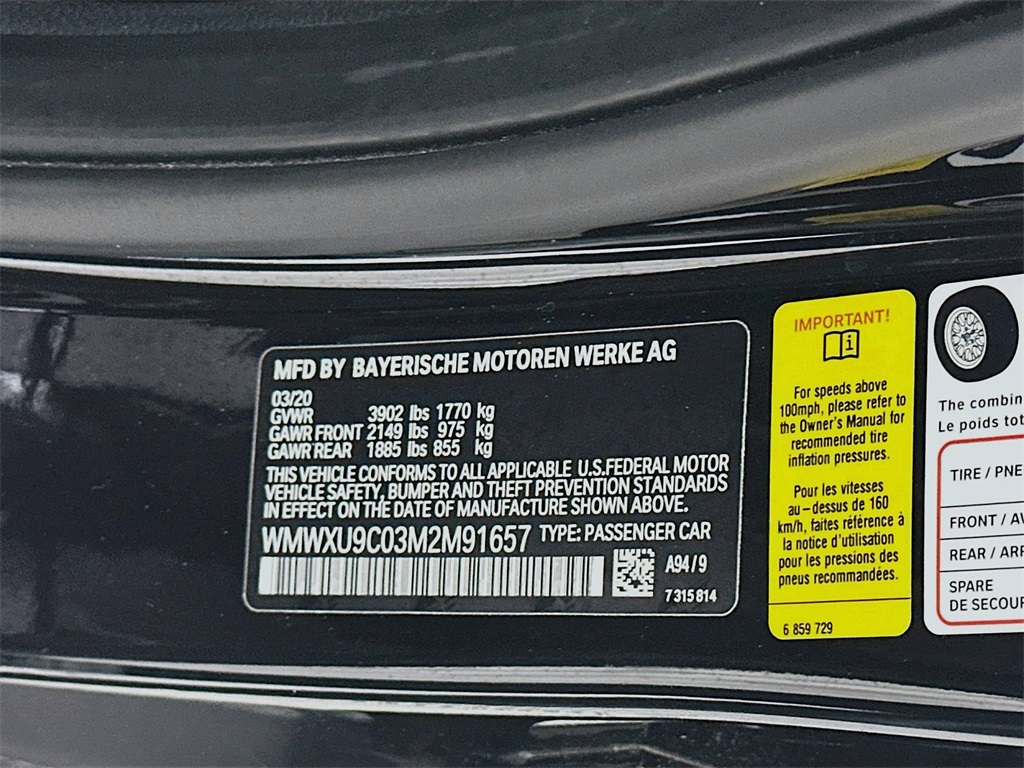 MFD BY BAYERISCHE MOTOREN WERKE AG
03/20
GVWR 3902 lbs 1770 kg
GAWR FRONT 2149 lbs 975 kg
GAWR REAR 1885 lbs 855 kg
THIS VEHICLE CONFORMS TO ALL APPLICABLE U.S.FEDERAL MOTOR
VEHICLE SAFETY, BUMPER AND THEFT PREVENTION STANDARDS
IN EFFECT ON THE DATE OF MANUFACTURE SHOWN ABOVE.
WMWXU9C03M2M91657 TYPE: PASSENGER CAR
A94/9
7 315 814
IMPORTANT!
i
For speeds above
100mph, please refer to
the Owner's Manual for
recommended tire
inflation pressures.
Pour les vitesses
au-dessus de 160
km/h, faites référence à
la notice d'utilisation
pour les pressions des
pneus recommandées.
6 859 729
The combin
Le poids tot
TIRE / PNE
FRONT / AV
REAR / ARR
SPARE
DE SECOUR